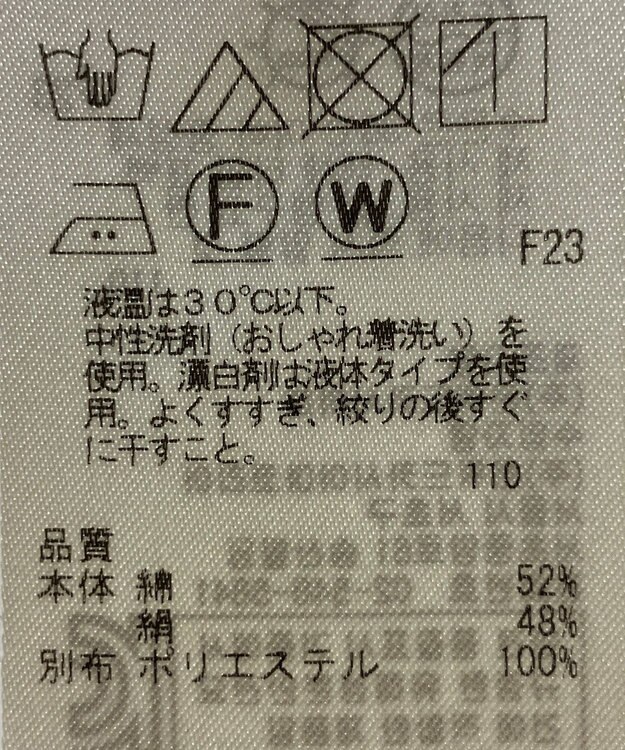 F W
F23
液温は30℃以下。
中性洗剤（おしゃれ着洗い）を
使用。漂白剤は液体タイプを使
用。よくすすぎ、絞りの後すぐ
に干すこと。
110
品質
本体 綿 52%
絹 48%
別布 ポリエステル 100%